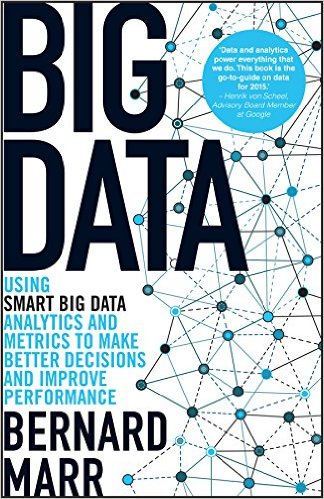 BIG
DATA
'Data and analytics
power everything that
we do. This book is the
go-to-guide on data
for 2015.'
– Henrik von Scheel,
Advisory Board Member
at Google
USING
SMART BIG DATA
ANALYTICS AND
METRICS TO MAKE
BETTER DECISIONS
AND IMPROVE
PERFORMANCE
BERNARD
MARR